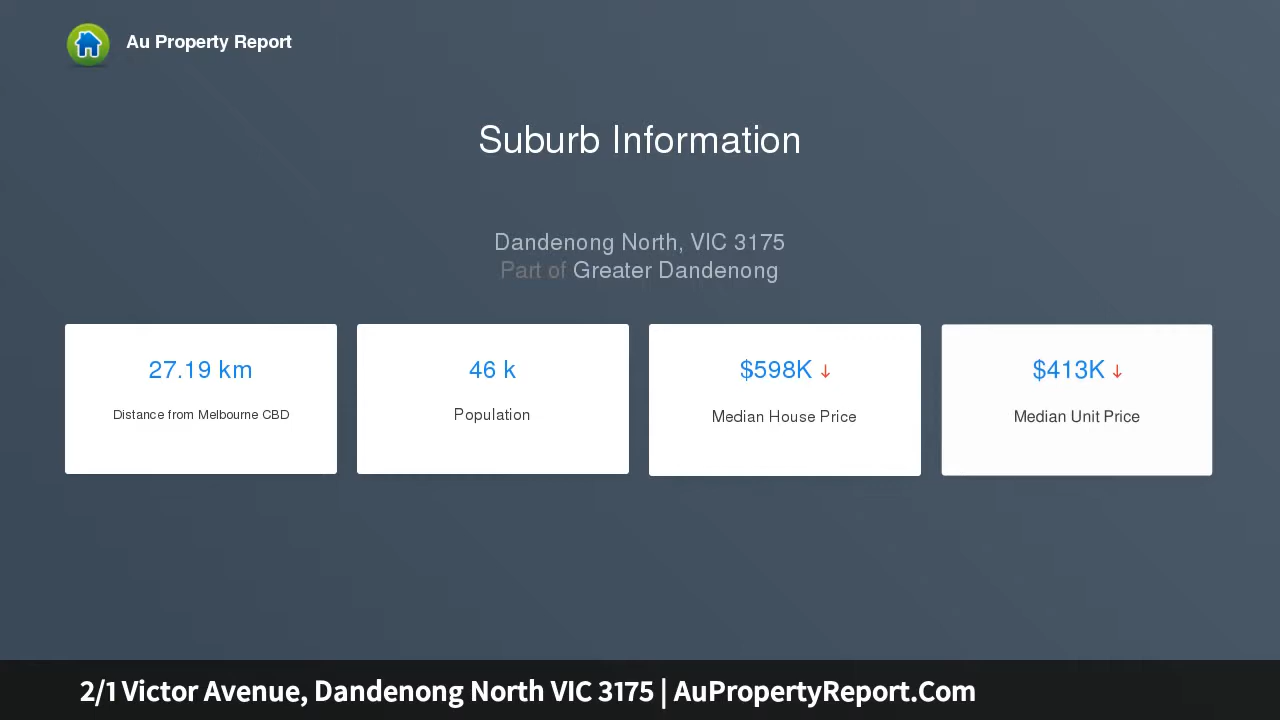 Au Property Report
Suburb Information
Dandenong North, VIC 3175
Part of Greater Dandenong
27.19 km
Distance from Melbourne CBD
46 k
Population
$598K ↓
Median House Price
$413K ↓
Median Unit Price
2/1 Victor Avenue, Dandenong North VIC 3175 | AuPropertyReport.Com